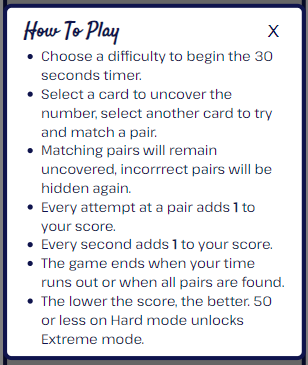 How To Play X
• Choose a difficulty to begin the 30
seconds timer.
• Select a card to uncover the
number, select another card to try
and match a pair.
• Matching pairs will remain
uncovered, incorrrect pairs will be
hidden again.
• Every attempt at a pair adds 1 to
your score.
• Every second adds 1 to your score.
• The game ends when your time
runs out or when all pairs are found.
• The lower the score, the better. 50
or less on Hard mode unlocks
Extreme mode.